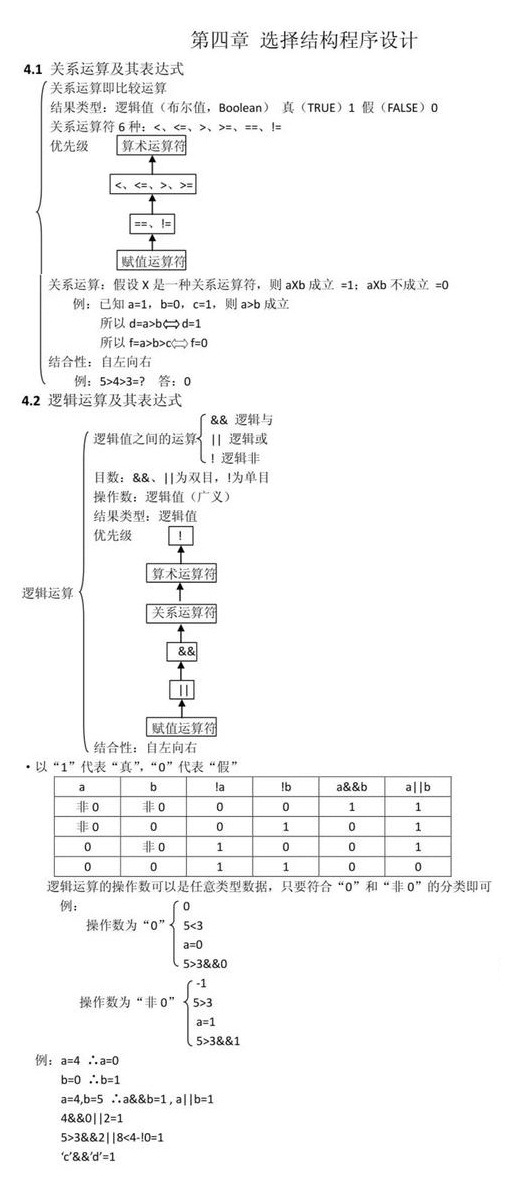 第四章 选择结构程序设计
4.1 关系运算及其表达式
关系运算即比较运算
结果类型：逻辑值（布尔值，Boolean） 真（TRUE）1 假（FALSE）0
关系运算符 6 种：<、<=、>、>=、==、!=
优先级 算术运算符
<、<=、>、>=
==、!=
赋值运算符
关系运算：假设 X 是一种关系运算符，则 aXb 成立 =1；aXb 不成立 =0
例：已知 a=1，b=0，c=1，则 a>b 成立
所以 d=a>b⇔d=1
所以 f=a>b>c⇔f=0
结合性：自左向右
例：5>4>3=? 答：0
4.2 逻辑运算及其表达式
逻辑运算
逻辑值之间的运算
&& 逻辑与
|| 逻辑或
! 逻辑非
目数：&&、||为双目，!为单目
操作数：逻辑值（广义）
结果类型：逻辑值
优先级 !
算术运算符
关系运算符
&&
||
赋值运算符
结合性：自左向右
·以“1”代表“真”，“0”代表“假”
a b !a !b a&&b a||b
非 0 非 0 0 0 1 1
非 0 0 0 1 0 1
0 非 0 1 0 0 1
0 0 1 1 0 0
逻辑运算的操作数可以是任意类型数据，只要符合“0”和“非 0”的分类即可
例：
操作数为“0”
0
5<3
a=0
5>3&&0
操作数为“非 0”
-1
5>3
a=1
5>3&&1
例：a=4 ∴a=0
b=0 ∴b=1
a=4,b=5 ∴a&&b=1 , a||b=1
4&&0||2=1
5>3&&2||8<4-!0=1
‘c’&&‘d’=1